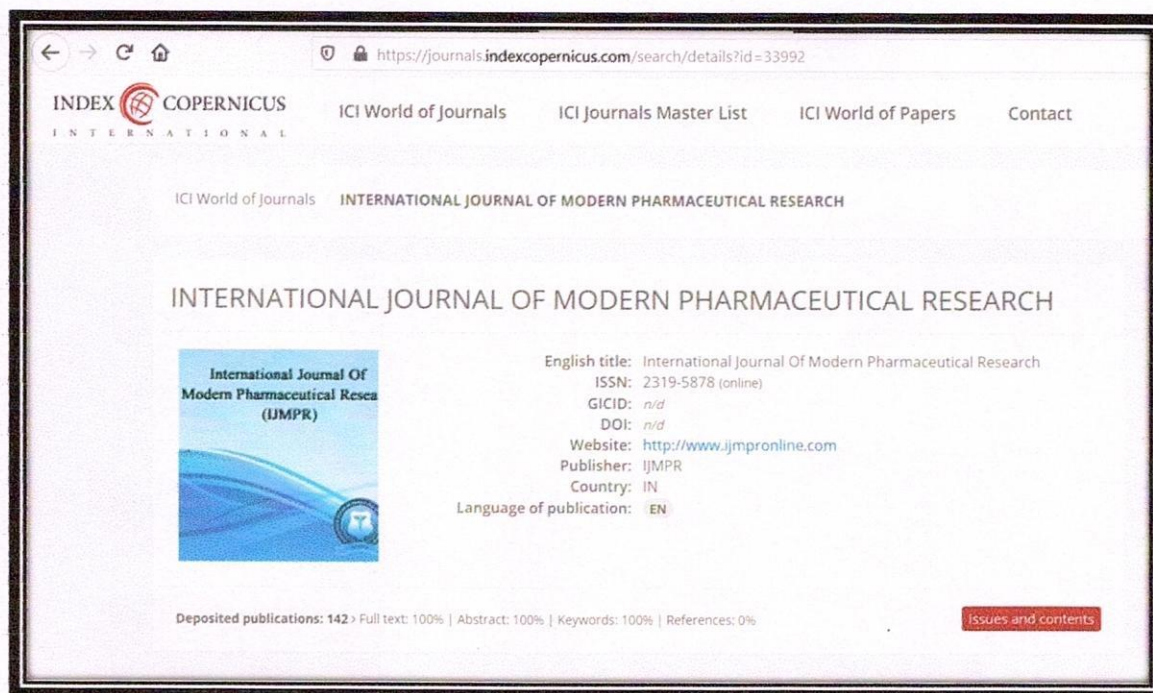 https://journals.indexcopernicus.com/search/details?id=33992
INDEX COPERNICUS
INTERNATIONAL
ICI World of Journals ICI Journals Master List ICI World of Papers Contact
ICI World of Journals INTERNATIONAL JOURNAL OF MODERN PHARMACEUTICAL RESEARCH
INTERNATIONAL JOURNAL OF MODERN PHARMACEUTICAL RESEARCH
International Journal Of
Modern Pharmaceutical Resea
(IJMPR)
English title: International Journal Of Modern Pharmaceutical Research
ISSN: 2319-5878 (online)
GICID: n/d
DOI: n/d
Website: http://www.ijmpronline.com
Publisher: IJMPR
Country: IN
Language of publication: EN
Deposited publications: 142 > Full text: 100% | Abstract: 100% | Keywords: 100% | References: 0%
Issues and contents